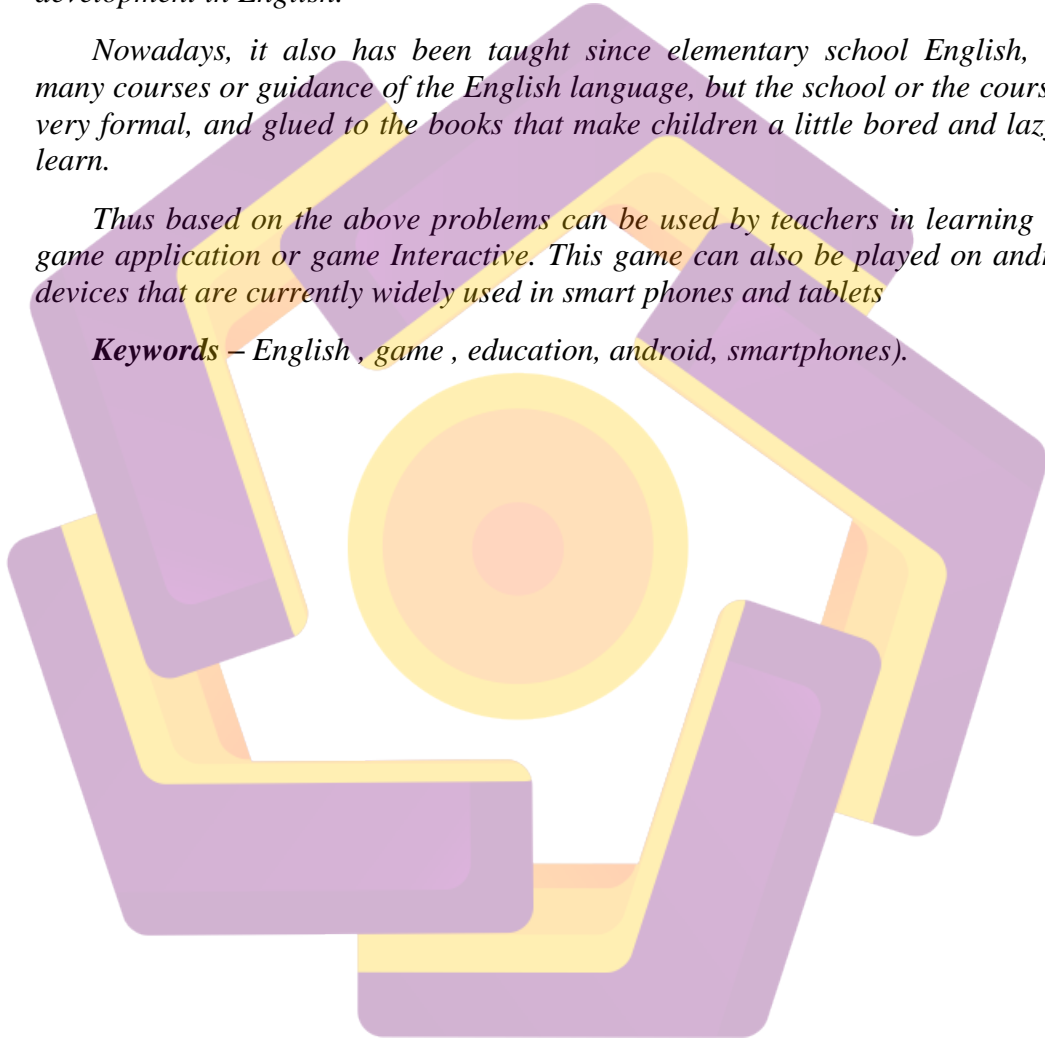 development in English.
Nowadays, it also has been taught since elementary school English,
many courses or guidance of the English language, but the school or the cours
very formal, and glued to the books that make children a little bored and lazy
learn.
Thus based on the above problems can be used by teachers in learning
game application or game Interactive. This game can also be played on andr
devices that are currently widely used in smart phones and tablets
Keywords – English , game , education, android, smartphones).